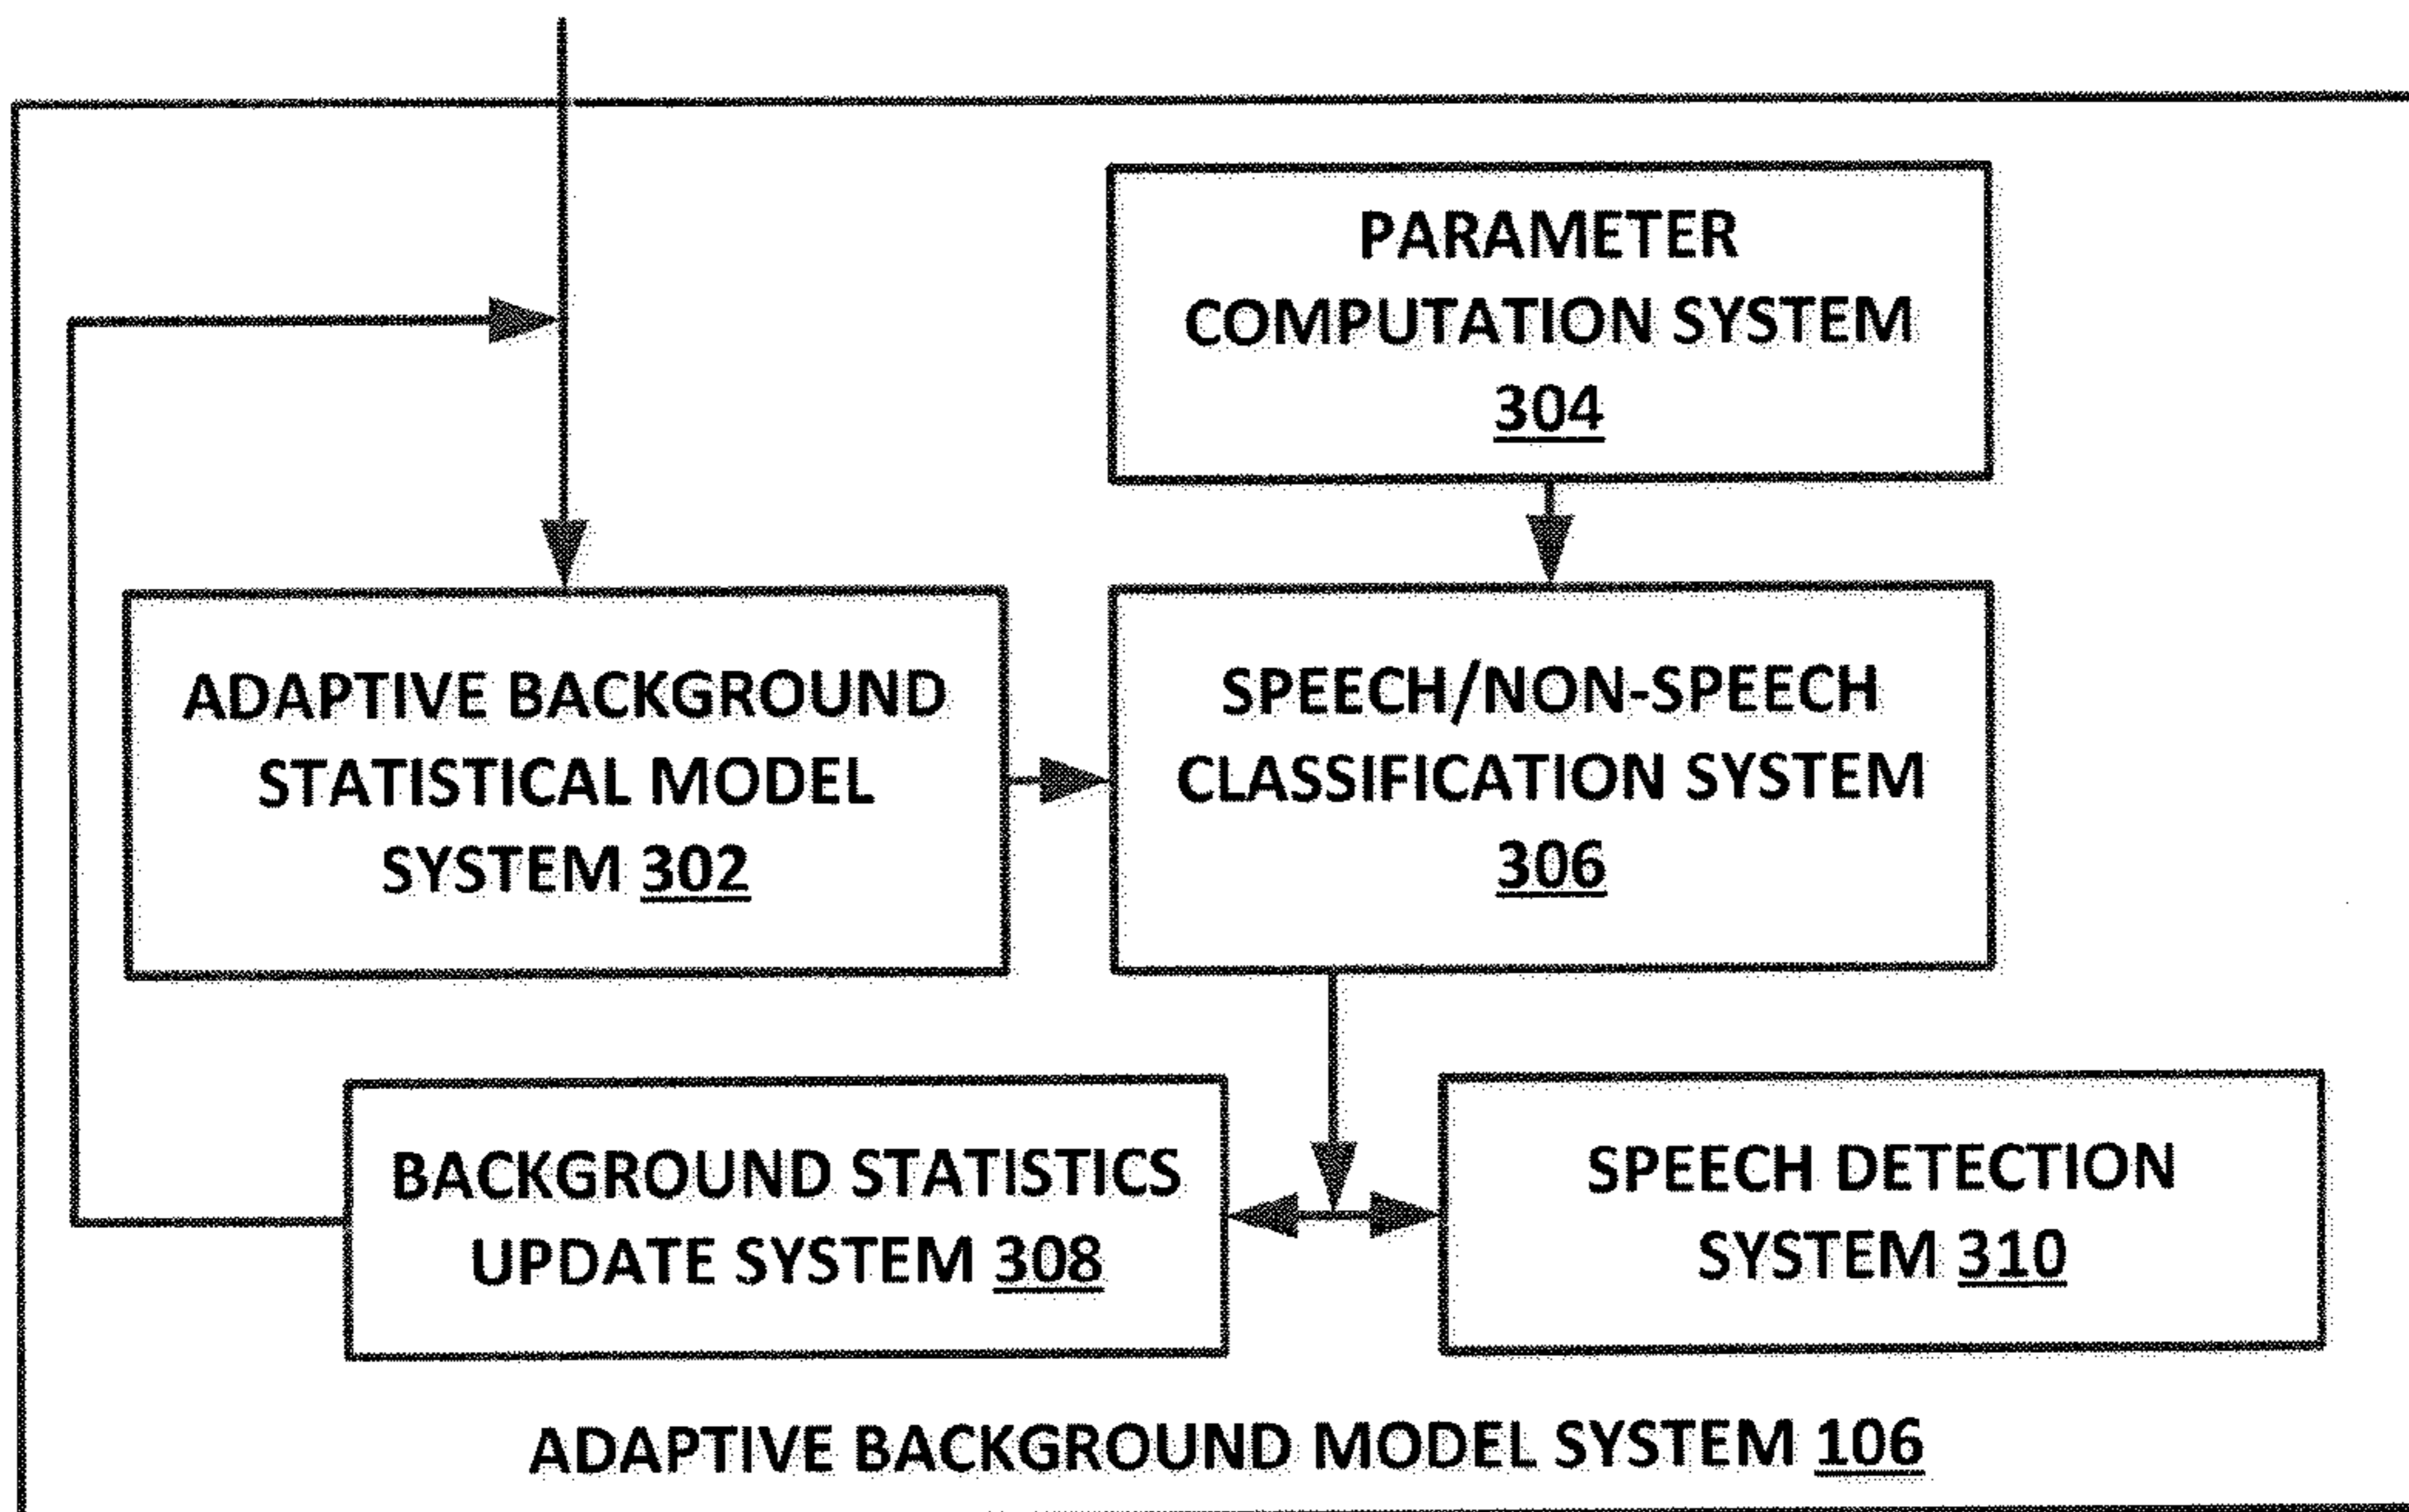 PARAMETER
COMPUTATION SYSTEM
304
ADAPTIVE BACKGROUND
STATISTICAL MODEL
SYSTEM 302
SPEECH/NON-SPEECH
CLASSIFICATION SYSTEM
306
BACKGROUND STATISTICS
UPDATE SYSTEM 308
SPEECH DETECTION
SYSTEM 310
ADAPTIVE BACKGROUND MODEL SYSTEM 106